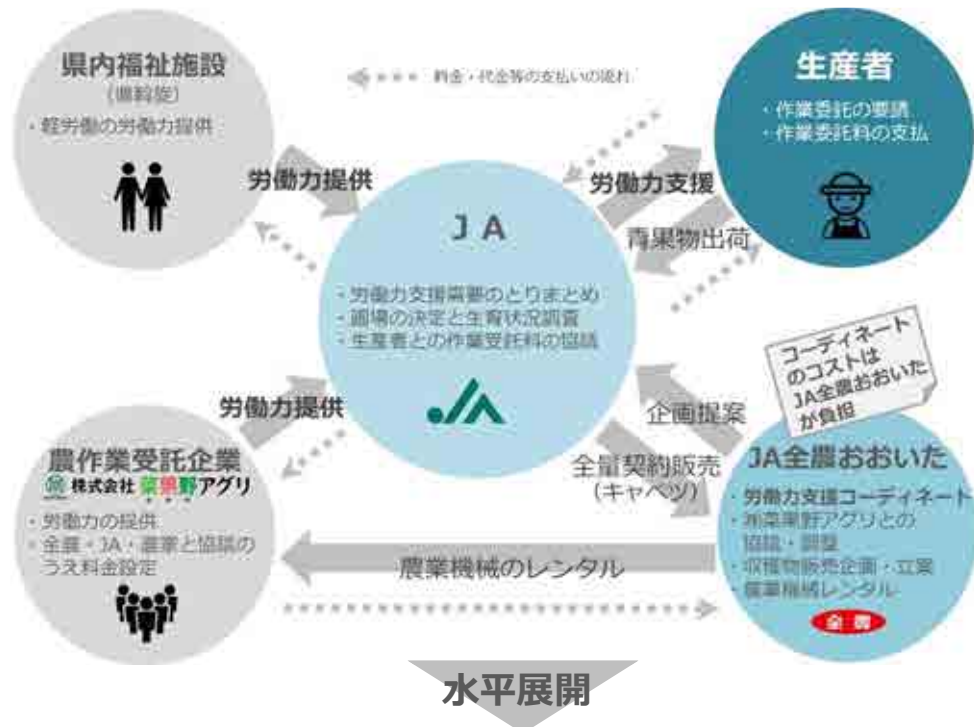 県内福祉施設
・軽労働の労働力提供
料金・代金等の支払いの流れ
生産者
・作業委託の要請
・作業委託料の支払
労働力提供
労働力支援
青果物出荷
JA
・労働力支援需要のとりまとめ
・圃場の決定と生育状況調査
・生産者との作業受託料の協議
コーディネート
のコストは
JA全農おおいた
が負担
労働力提供
企画提案
全量契約販売
(キャベツ)
農作業受託企業
株式会社 菜果野アグリ
・労働力の提供
・全農・JA・農家と協議の
うえ料金設定
JA全農おおいた
・労働力支援コーディネート
・㈱菜果野アグリとの
協議・調整
・収穫物販売企画・立案
・農業機械レンタル
全農
農業機械のレンタル
水平展開